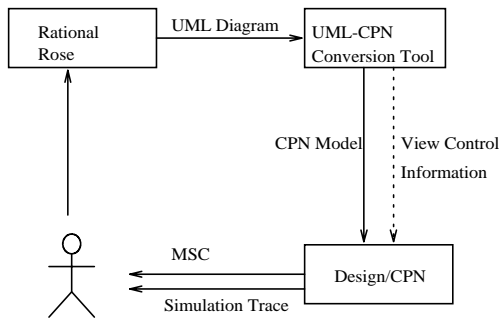 Rational
Rose
UML Diagram
UML-CPN
Conversion Tool
CPN Model
View Control
Information
MSC
Simulation Trace
Design/CPN